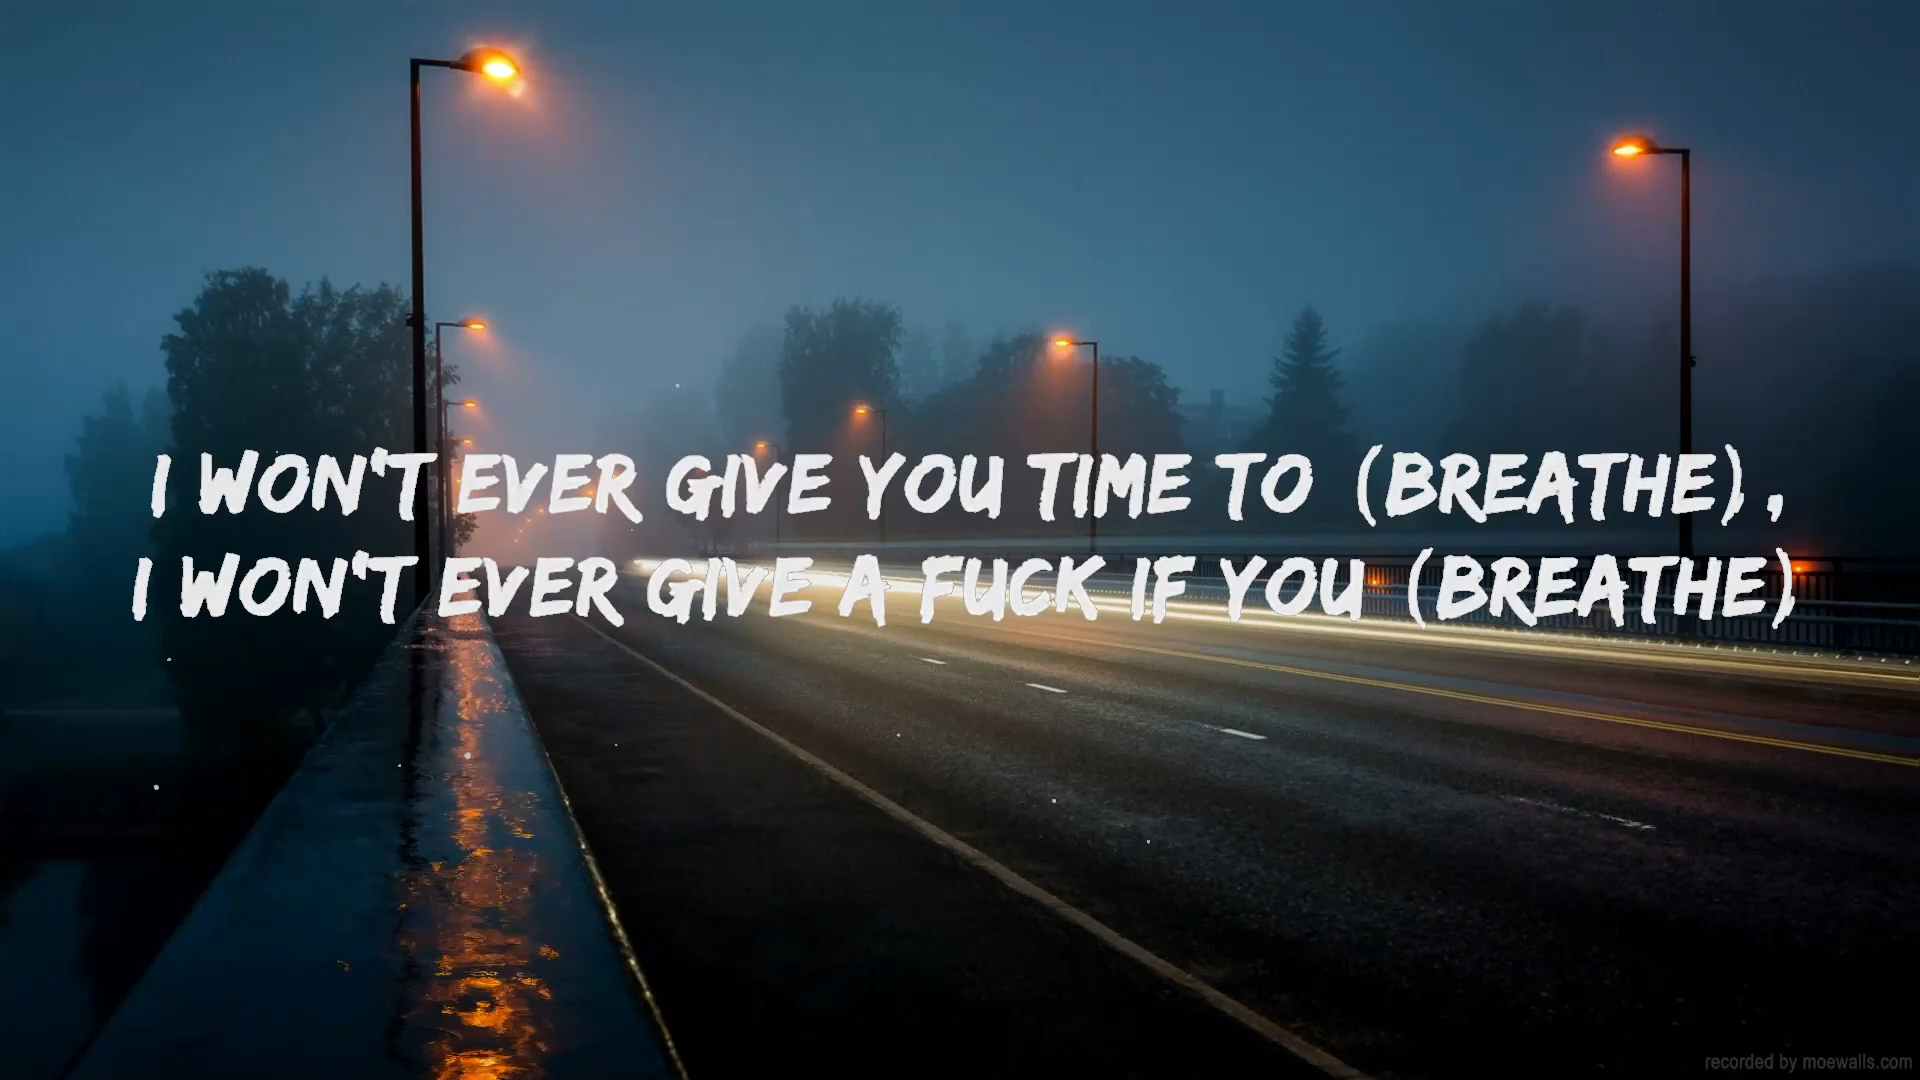 I WON'T EVER GIVE YOU TIME TO (BREATHE),
I WON'T EVER GIVE A FUCK IF YOU (BREATHE)
recorded by moewalls.com